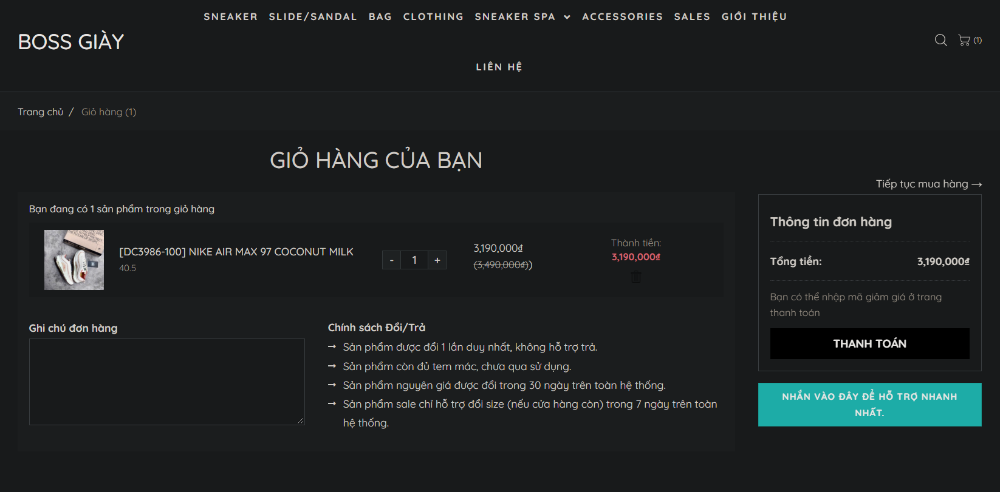 SNEAKER SLIDE/SANDAL BAG CLOTHING SNEAKER SPA ACCESSORIES SALES GIỚI THIỆU
BOSS GIÀY
(1)
LIÊN HỆ
Trang chủ / Giỏ hàng (1)
GIỎ HÀNG CỦA BẠN
Tiếp tục mua hàng →
Bạn đang có 1 sản phẩm trong giỏ hàng
[DC3986-100] NIKE AIR MAX 97 COCONUT MILK
40.5
- 1 +
3,190,000₫
(3,490,000₫))
Thành tiền:
3,190,000₫
Thông tin đơn hàng
Tổng tiền: 3,190,000₫
Bạn có thể nhập mã giảm giá ở trang
thanh toán
THANH TOÁN
NHẮN VÀO ĐÂY ĐỂ HỖ TRỢ NHANH
NHẤT.
Ghi chú đơn hàng
Chính sách Đổi/Trả
→ Sản phẩm được đổi 1 lần duy nhất, không hỗ trợ trả.
→ Sản phẩm còn đủ tem mác, chưa qua sử dụng.
→ Sản phẩm nguyên giá được đổi trong 30 ngày trên toàn hệ thống.
→ Sản phẩm sale chỉ hỗ trợ đổi size (nếu cửa hàng còn) trong 7 ngày trên toàn
hệ thống.